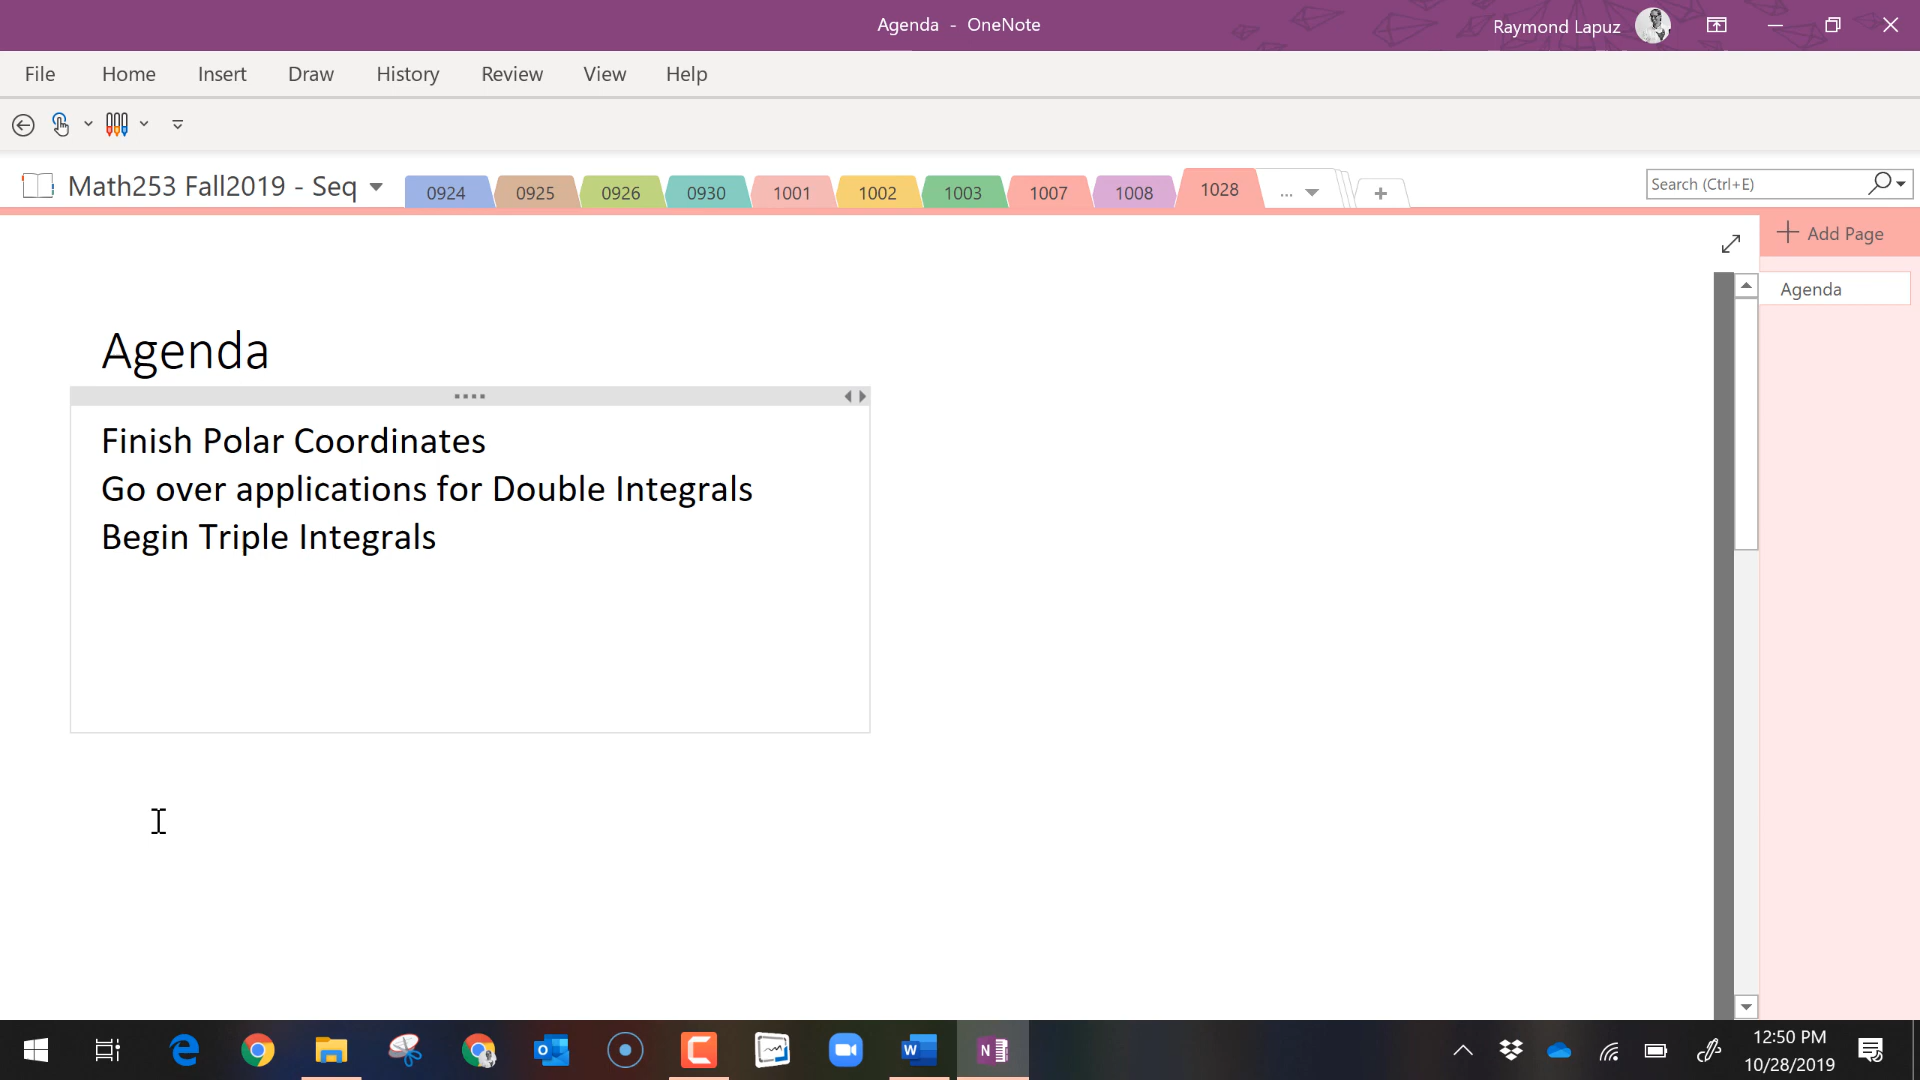 Agenda - OneNote
Raymond Lapuz
File Home Insert Draw History Review View Help
Math253 Fall2019 - Seq 0924 0925 0926 0930 1001 1002 1003 1007 1008 1028 ... +
Search (Ctrl+E)
Add Page
Agenda
Agenda
Finish Polar Coordinates
Go over applications for Double Integrals
Begin Triple Integrals
12:50 PM
10/28/2019